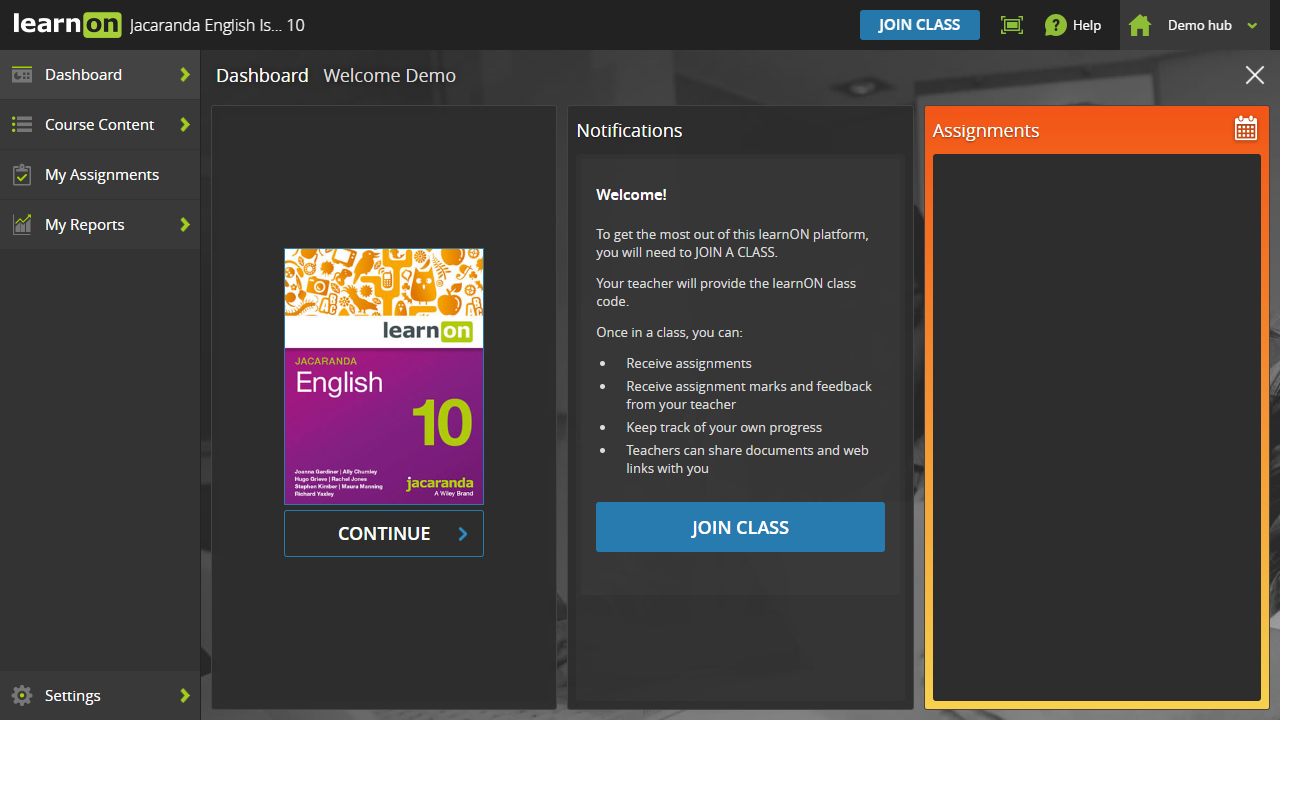 learnon Jacaranda English Is... 10 JOIN CLASS ? Help Demo hub
Dashboard
Course Content
My Assignments
My Reports
Settings
Dashboard Welcome Demo
learnon
JACARANDA
English
10
Joanna Gardiner | Ally Chumley
Hugo Grieve | Rachel Jones
Stephen Kimber | Maura Manning
Richard Yaxley
jacaranda
A Wiley Brand
CONTINUE
Notifications
Welcome!
To get the most out of this learnON platform,
you will need to JOIN A CLASS.
Your teacher will provide the learnON class
code.
Once in a class, you can:
• Receive assignments
• Receive assignment marks and feedback
from your teacher
• Keep track of your own progress
• Teachers can share documents and web
links with you
JOIN CLASS
Assignments